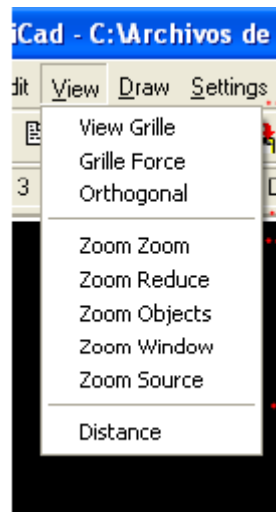 iCad - C:\Archivos de
dit View Draw Settings
3
View Grille
Grille Force
Orthogonal
Zoom Zoom
Zoom Reduce
Zoom Objects
Zoom Window
Zoom Source
Distance